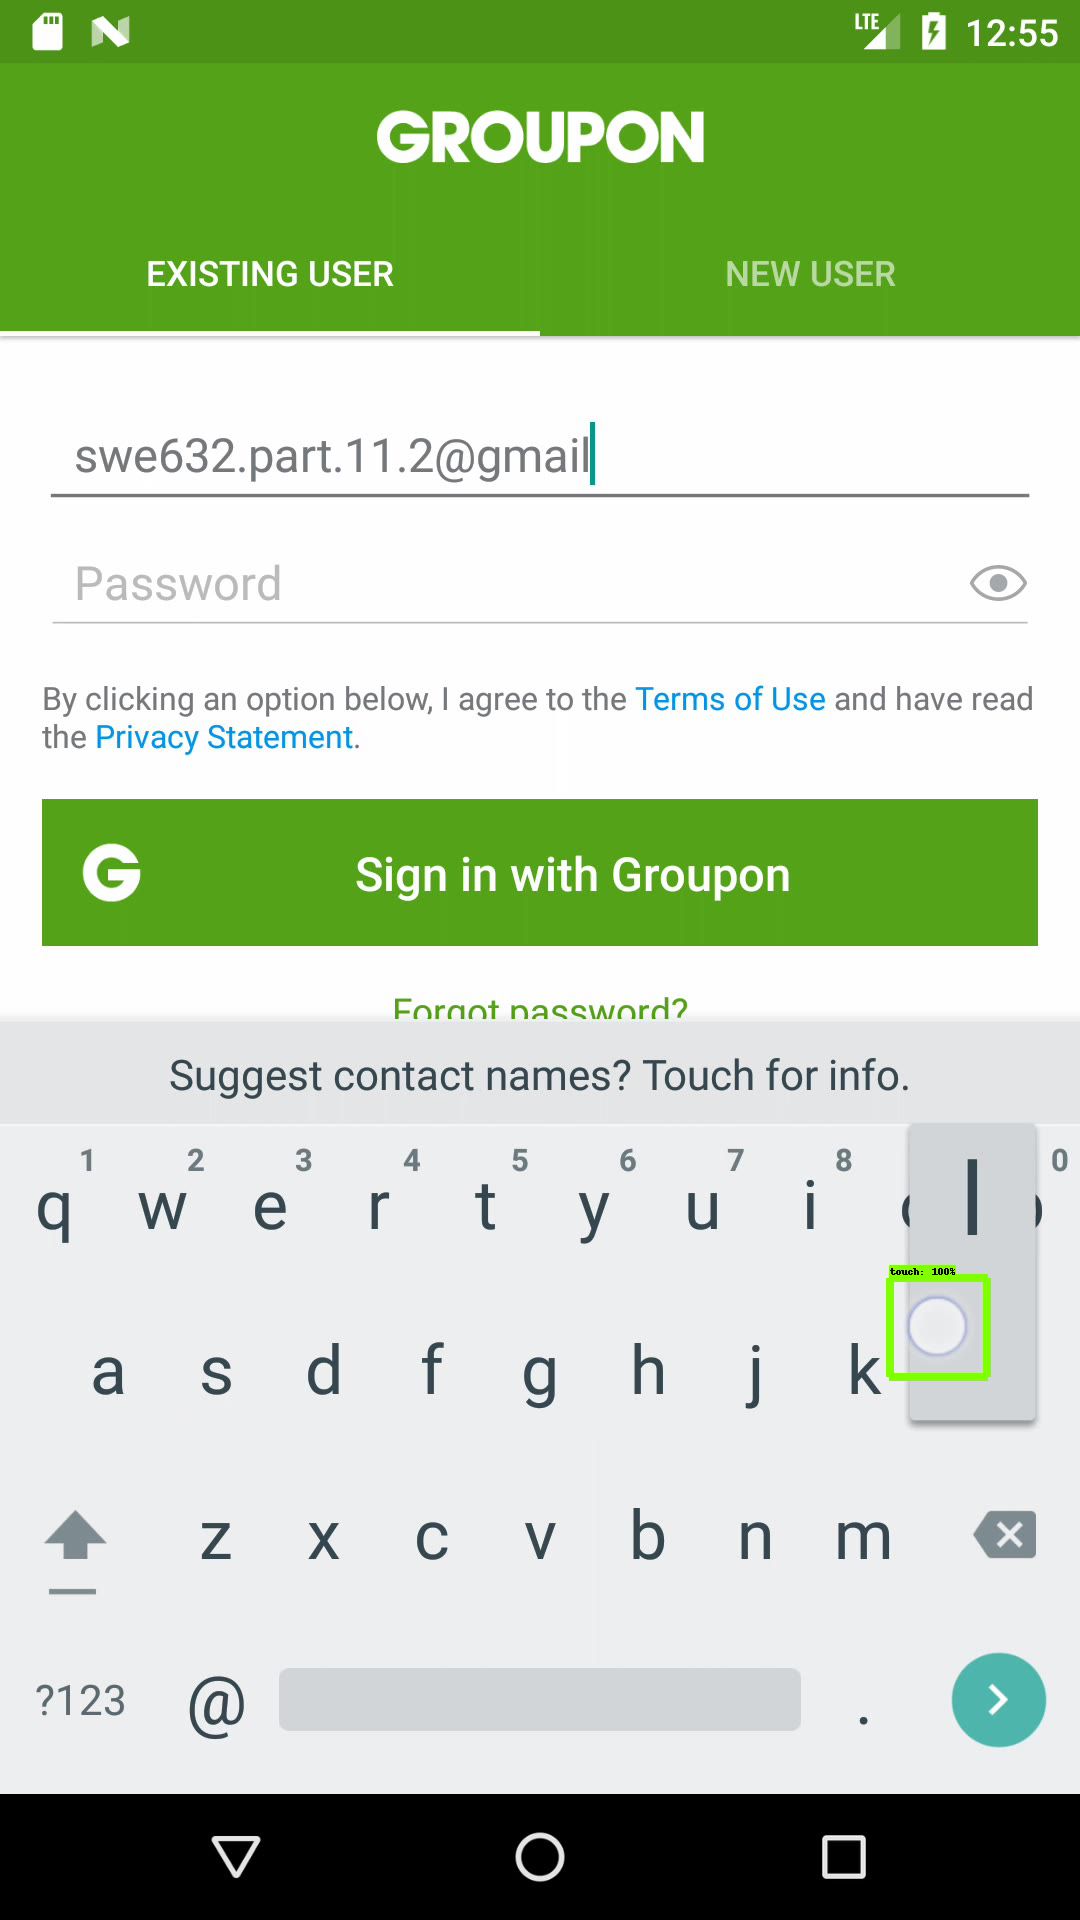 LTE 12:55
GROUPON
EXISTING USER NEW USER
swe632.part.11.2@gmail
Password
By clicking an option below, I agree to the Terms of Use and have read
the Privacy Statement.
G Sign in with Groupon
Forgot password?
Suggest contact names? Touch for info.
1 2 3 4 5 6 7 8 0
q w e r t y u i o l p
touch: 100%
a s d f g h j k
z x c v b n m
?123 @ .